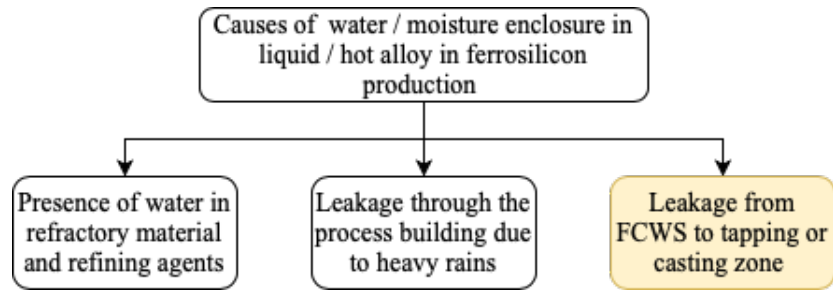 Causes of water / moisture enclosure in
liquid / hot alloy in ferrosilicon
production
Presence of water in
refractory material
and refining agents
Leakage through the
process building due
to heavy rains
Leakage from
FCWS to tapping or
casting zone